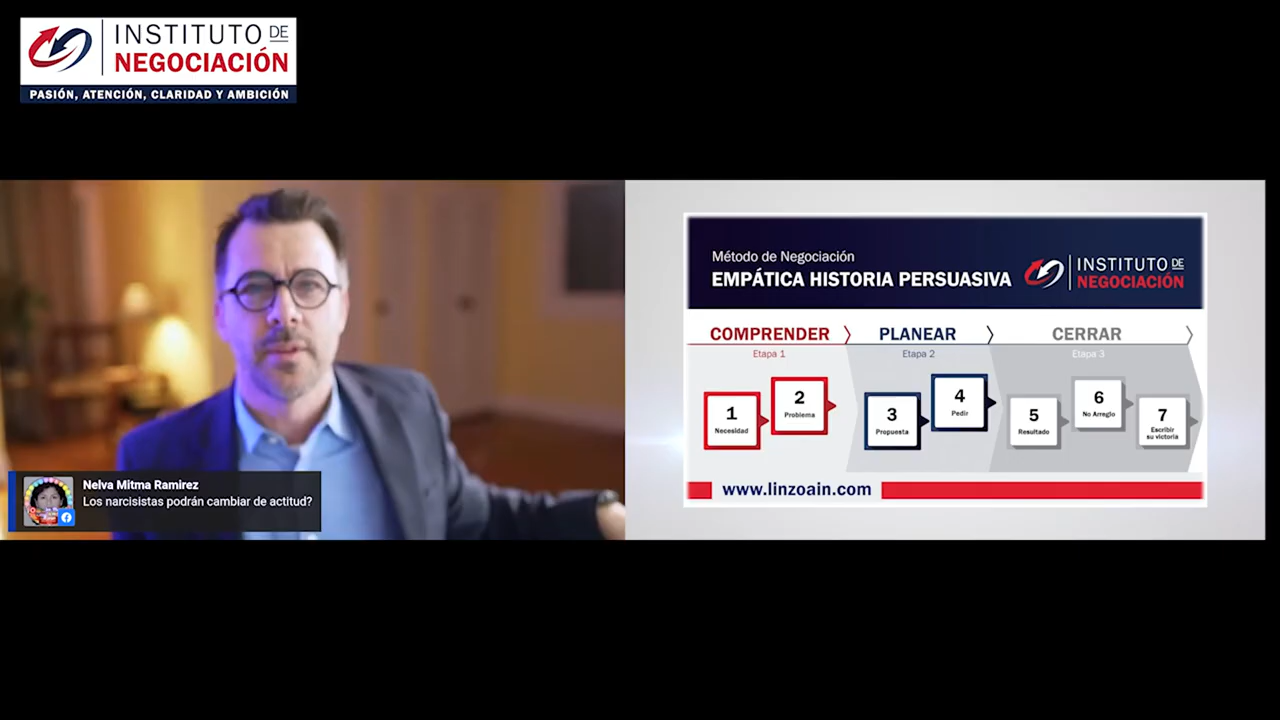 INSTITUTO DE
NEGOCIACIÓN
PASIÓN, ATENCIÓN, CLARIDAD Y AMBICIÓN
Nelva Mitma Ramirez
Los narcisistas podrán cambiar de actitud?
Método de Negociación
EMPÁTICA HISTORIA PERSUASIVA
INSTITUTO DE
NEGOCIACIÓN
COMPRENDER
Etapa 1
PLANEAR
Etapa 2
CERRAR
Etapa 3
1
Necesidad
2
Problema
3
Propuesta
4
Pedir
5
Resultado
6
No Arreglo
7
Escribir
su victoria
www.linzoain.com